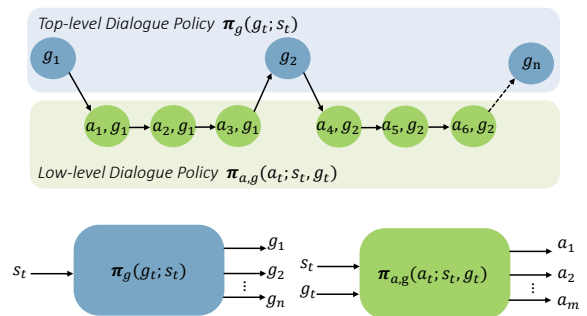 Top-level Dialogue Policy π_g(g_t; s_t)
g_1 g_2 g_n
a_1, g_1 a_2, g_1 a_3, g_1 a_4, g_2 a_5, g_2 a_6, g_2
Low-level Dialogue Policy π_{a,g}(a_t; s_t, g_t)
s_t π_g(g_t; s_t) g_1
g_2
⋮
g_n
s_t π_{a,g}(a_t; s_t, g_t) a_1
g_t a_2
⋮
a_m